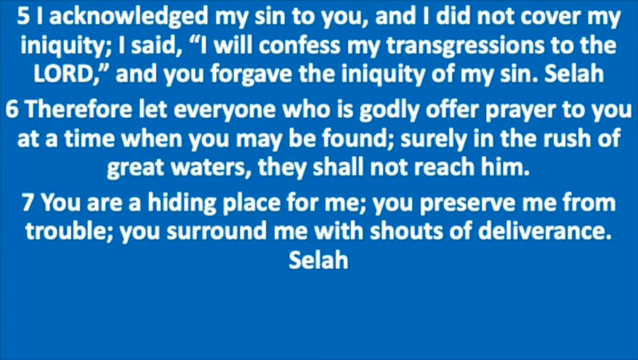 5 I acknowledged my sin to you, and I did not cover my
iniquity; I said, “I will confess my transgressions to the
LORD,” and you forgave the iniquity of my sin. Selah
6 Therefore let everyone who is godly offer prayer to you
at a time when you may be found; surely in the rush of
great waters, they shall not reach him.
7 You are a hiding place for me; you preserve me from
trouble; you surround me with shouts of deliverance.
Selah